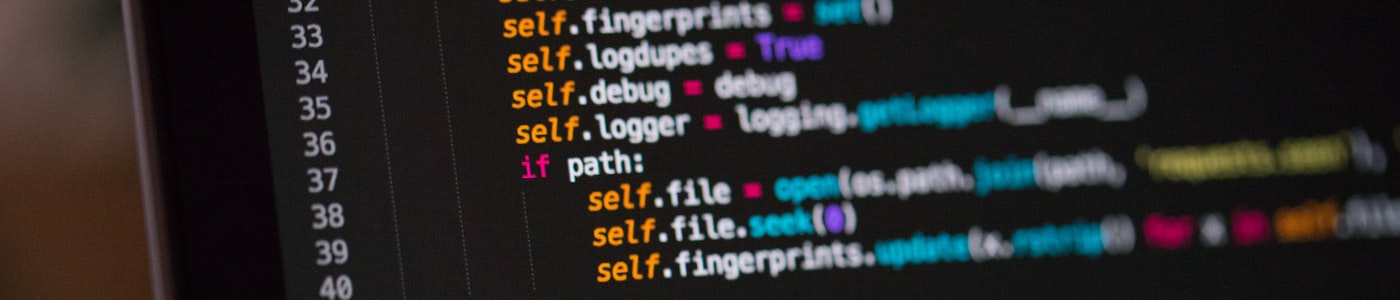 32
33 self.fingerprints = set()
34 self.logdupes = True
35 self.debug = debug
36 self.logger = logging.getLogger(__name__)
37 if path:
38 self.file = open(os.path.join(path, 'requests.seen'),
39 self.file.seek(0)
40 self.fingerprints.update(x.rstrip() for x in self.file